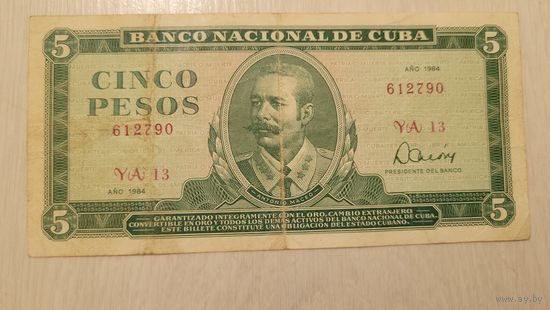 BANCO NACIONAL DE CUBA
5
5
CINCO
PESOS
AÑO 1984
612790
612790
YA 13
YA 13
AÑO 1984
PRESIDENTE DEL BANCO
ANTONIO MACEO
5
5
GARANTIZADO INTEGRAMENTE CON EL ORO, CAMBIO EXTRANJERO
CONVERTIBLE EN ORO Y TODOS LOS DEMAS ACTIVOS DEL BANCO NACIONAL DE CUBA.
ESTE BILLETE CONSTITUYE UNA OBLIGACION DEL ESTADO CUBANO.
www.ay.by